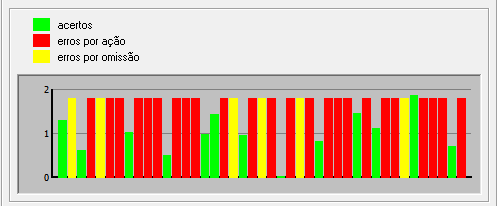 acertos
erros por ação
erros por omissão
2
1
0